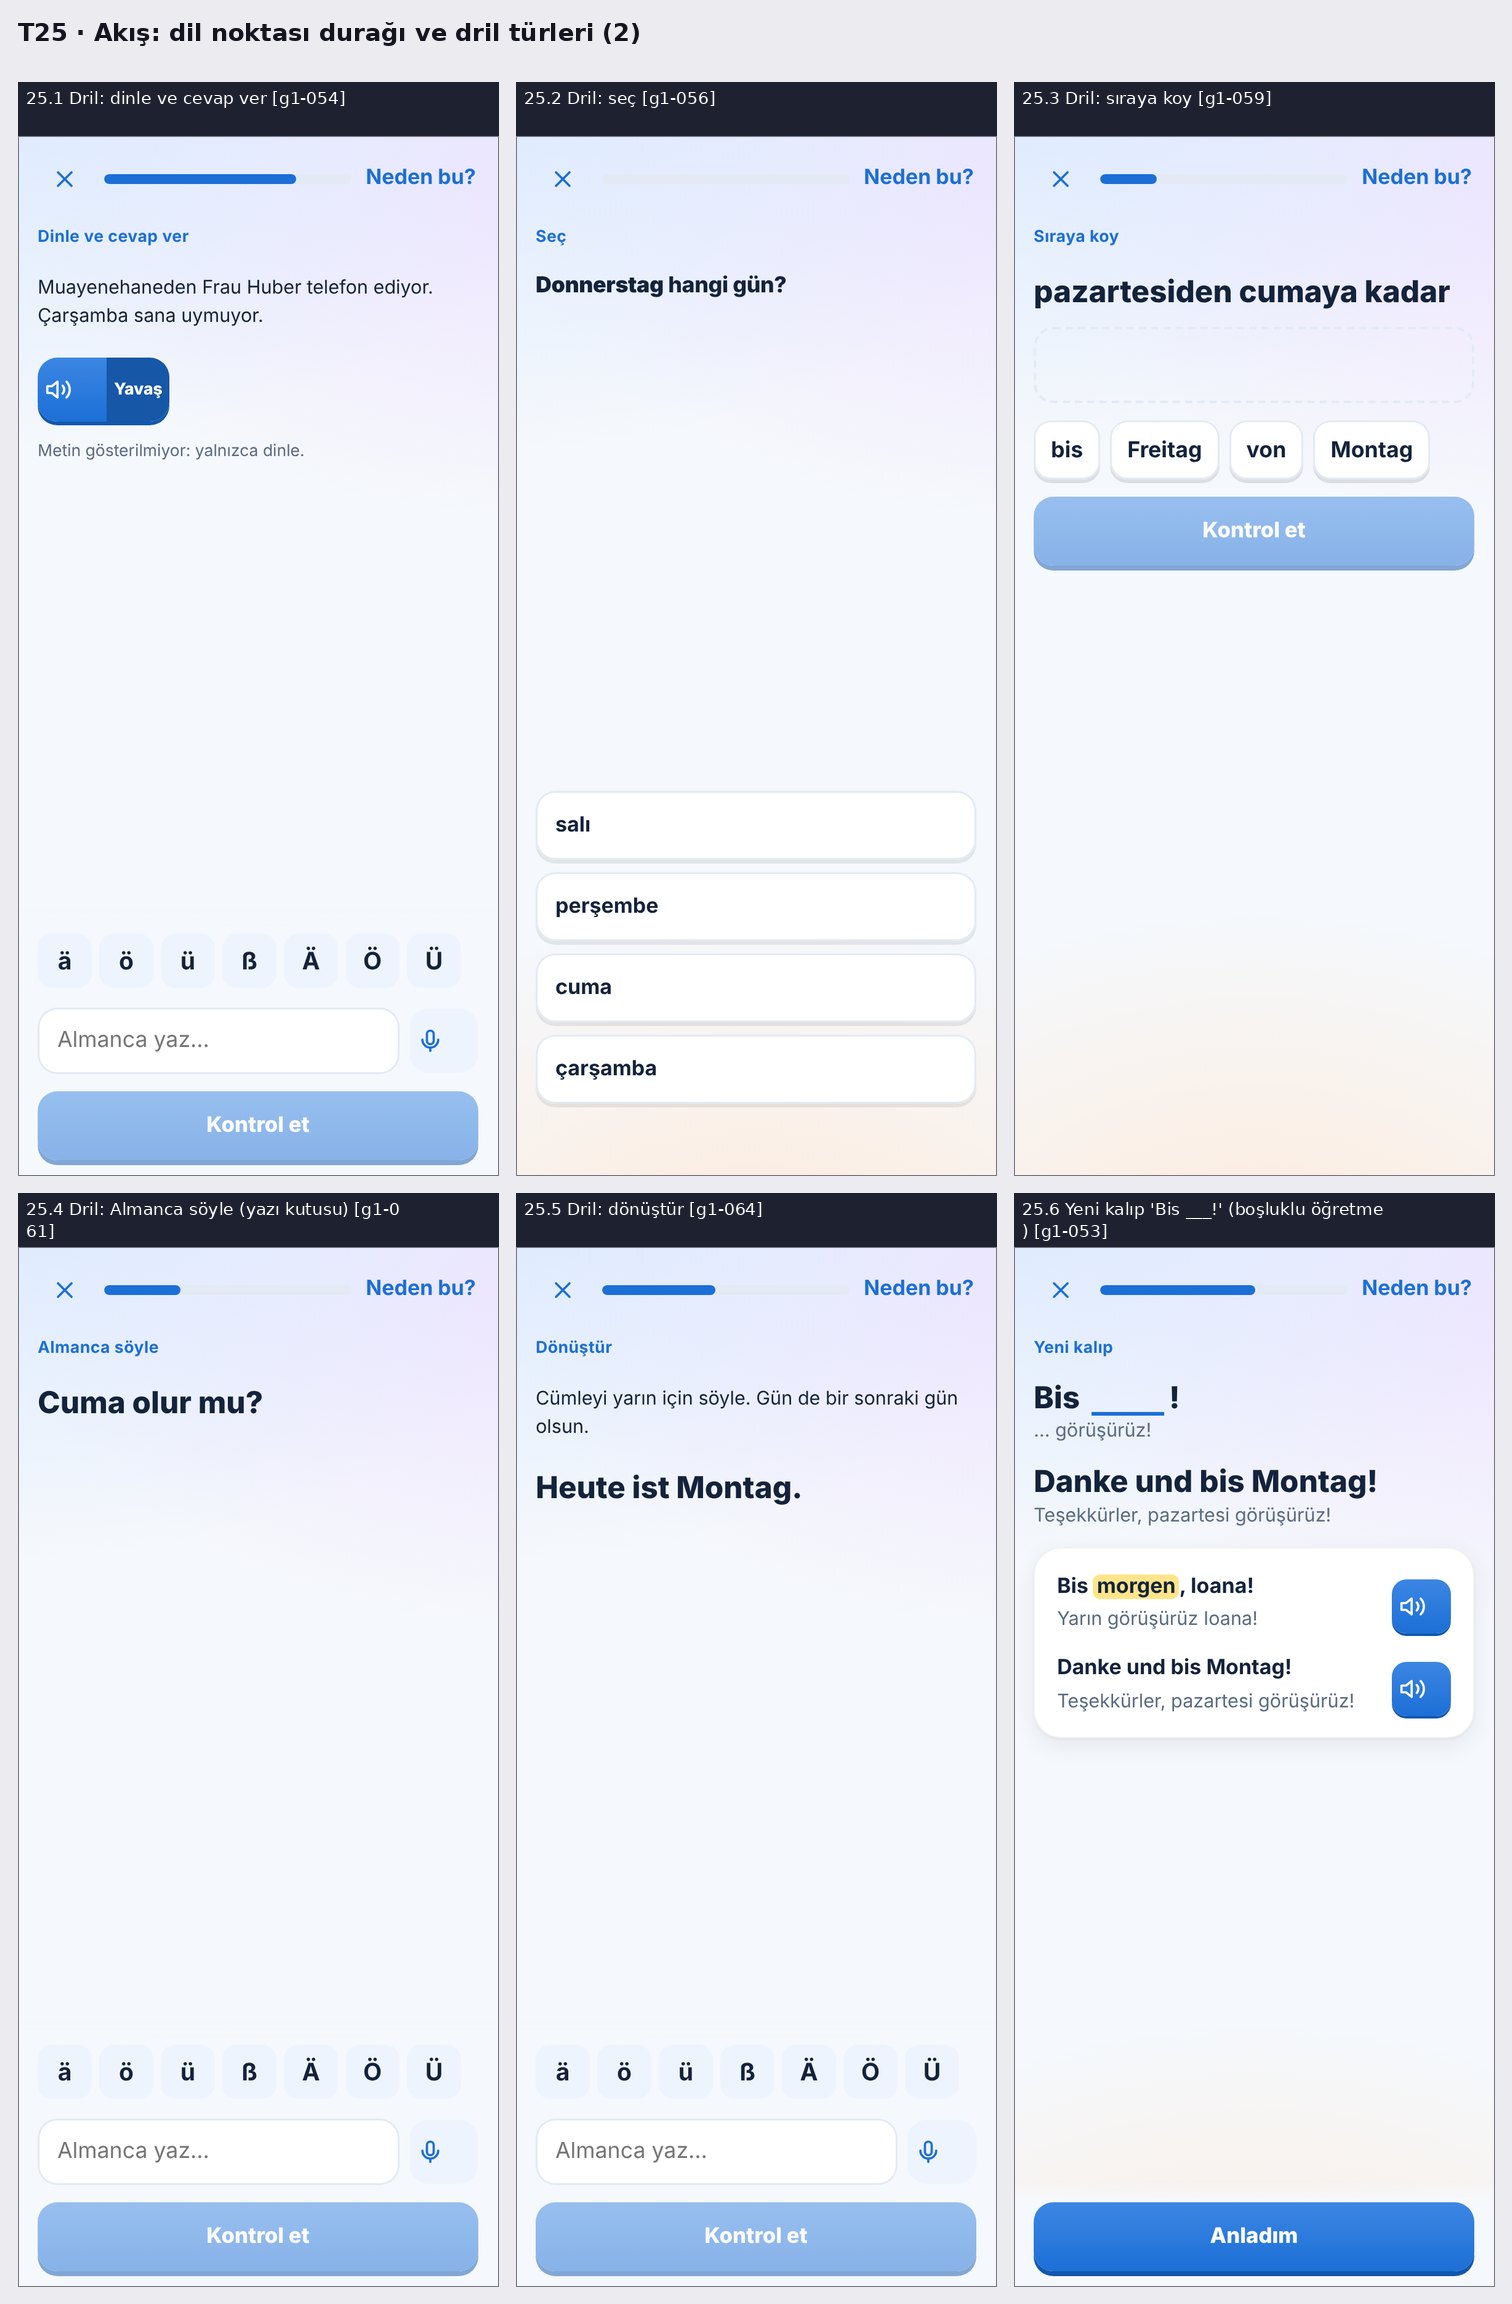 T25 · Akış: dil noktası durağı ve dril türleri (2)
25.1 Dril: dinle ve cevap ver [g1-054]
Neden bu?
Dinle ve cevap ver
Muayenehaneden Frau Huber telefon ediyor.
Çarşamba sana uymuyor.
Yavaş
Metin gösterilmiyor: yalnızca dinle.
ä ö ü ß Ä Ö Ü
Almanca yaz...
Kontrol et
25.2 Dril: seç [g1-056]
Neden bu?
Seç
Donnerstag hangi gün?
salı
perşembe
cuma
çarşamba
25.3 Dril: sıraya koy [g1-059]
Neden bu?
Sıraya koy
pazartesiden cumaya kadar
bis Freitag von Montag
Kontrol et
25.4 Dril: Almanca söyle (yazı kutusu) [g1-0
61]
Neden bu?
Almanca söyle
Cuma olur mu?
ä ö ü ß Ä Ö Ü
Almanca yaz...
Kontrol et
25.5 Dril: dönüştür [g1-064]
Neden bu?
Dönüştür
Cümleyi yarın için söyle. Gün de bir sonraki gün
olsun.
Heute ist Montag.
ä ö ü ß Ä Ö Ü
Almanca yaz...
Kontrol et
25.6 Yeni kalıp 'Bis ___!' (boşluklu öğretme
) [g1-053]
Neden bu?
Yeni kalıp
Bis ____ !
... görüşürüz!
Danke und bis Montag!
Teşekkürler, pazartesi görüşürüz!
Bis morgen, Ioana!
Yarın görüşürüz Ioana!
Danke und bis Montag!
Teşekkürler, pazartesi görüşürüz!
Anladım